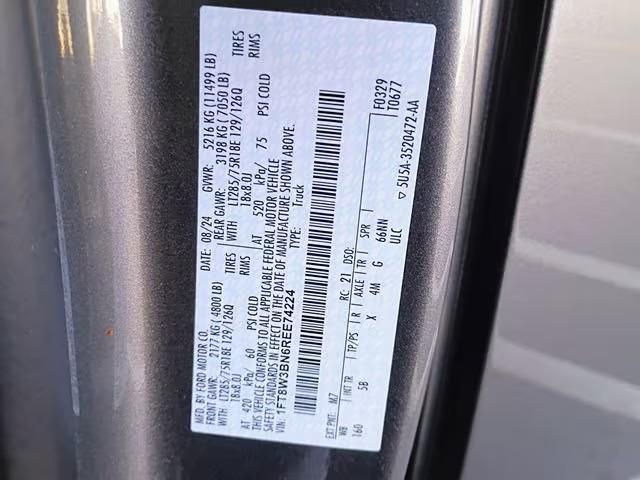 MFD. BY FORD MOTOR CO.
DATE: 08/24 GVWR: 5216 KG (11499 LB)
FRONT GAWR: 2177 KG (4800 LB) REAR GAWR: 3198 KG (7050 LB)
LT285/75R18E 129/126Q TIRES WITH LT285/75R18E 129/126Q TIRES
18x8.0J RIMS 18x8.0J RIMS
AT 420 kPa/ 60 PSI COLD AT 520 kPa/ 75 PSI COLD
THIS VEHICLE CONFORMS TO ALL APPLICABLE FEDERAL MOTOR VEHICLE
SAFETY STANDARDS IN EFFECT ON THE DATE OF MANUFACTURE SHOWN ABOVE.
VIN: 1FT8W3BN6REE74224 TYPE: Truck
F0329
T0677
EXT PNT: M7 RC: 21 DSO:
WB INT TR TP/PS R AXLE TR SPR
160 5B X 4M G 66NN
ULC
5U5A-3520472-AA